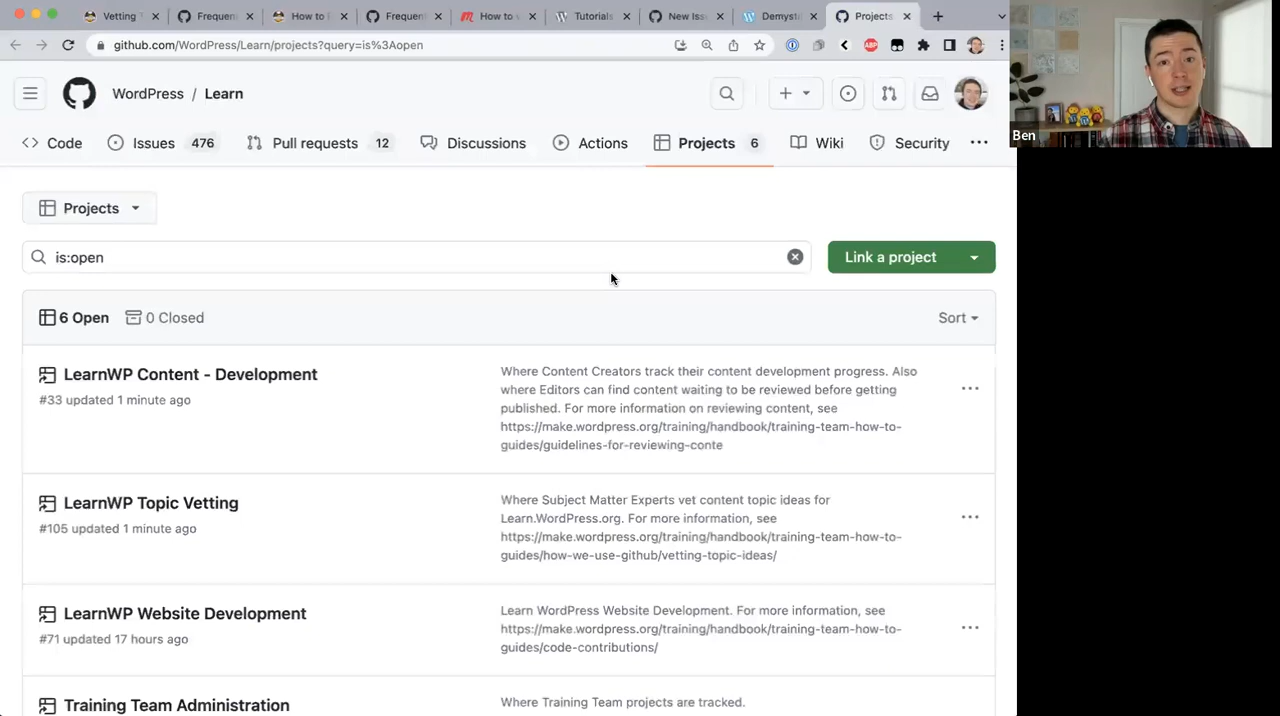 Vetting T
Frequen
How to F
Frequen
How to
Tutorials
New Iss
Demyst
Projects
github.com/WordPress/Learn/projects?query=is%3Aopen
ABP
WordPress / Learn
Code
Issues 476
Pull requests 12
Discussions
Actions
Projects 6
Wiki
Security
Ben
Projects
is:open
Link a project
6 Open
0 Closed
Sort
LearnWP Content - Development
#33 updated 1 minute ago
Where Content Creators track their content development progress. Also
where Editors can find content waiting to be reviewed before getting
published. For more information on reviewing content, see
https://make.wordpress.org/training/handbook/training-team-how-to-
guides/guidelines-for-reviewing-conte
LearnWP Topic Vetting
#105 updated 1 minute ago
Where Subject Matter Experts vet content topic ideas for
Learn.WordPress.org. For more information, see
https://make.wordpress.org/training/handbook/training-team-how-to-
guides/how-we-use-github/vetting-topic-ideas/
LearnWP Website Development
#71 updated 17 hours ago
Learn WordPress Website Development. For more information, see
https://make.wordpress.org/training/handbook/training-team-how-to-
guides/code-contributions/
Training Team Administration
Where Training Team projects are tracked.